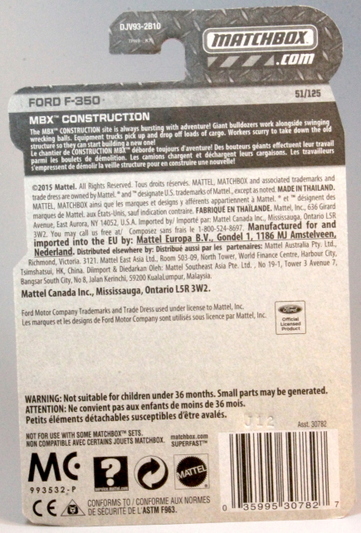 DJV93-2B10
MATCHBOX
.com
FORD F-350
51/125
MBX™ CONSTRUCTION
The MBX™ CONSTRUCTION site is always bursting with adventure! Giant bulldozers work alongside swinging
wrecking balls. Equipment trucks pick up and drop off loads of cargo. Workers scurry to take down the old
structure so they can start building a new one!
Le chantier de CONSTRUCTION MBX™ déborde toujours d'aventure! Des bouteurs géants effectuent leur travail
parmi les boulets de démolition. Les camions chargent et déchargent leurs cargaisons. Les travailleurs
s'empressent de démolir la vieille structure pour en construire une nouvelle!
©2015 Mattel. All Rights Reserved. Tous droits réservés. MATTEL, MATCHBOX and associated trademarks and
trade dress are owned by Mattel. ® and ™ designate U.S. trademarks of Mattel, except as noted. MADE IN THAILAND.
MATTEL, MATCHBOX ainsi que les marques et designs y afférents appartiennent à Mattel. ® et ™ désignent des
marques de Mattel, aux États-Unis, sauf indication contraire. FABRIQUÉ EN THAÏLANDE. Mattel, Inc., 636 Girard
Avenue, East Aurora, NY 14052, U.S.A. Imported by/ Importé par: Mattel Canada Inc., Mississauga, Ontario L5R
3W2. You may call us free at/ Composez sans frais le 1-800-524-8697. Manufactured for and
imported into the EU by: Mattel Europa B.V., Gondel 1, 1186 MJ Amstelveen,
Nederland. Distributed elsewhere by: Distribué aussi par les partenaires: Mattel Australia Pty. Ltd.,
Richmond, Victoria. 3121. Mattel East Asia Ltd., Room 503-09, North Tower, World Finance Centre, Harbour City,
Tsimshatsui, HK, China. Diimport & Diedarkan Oleh: Mattel Southeast Asia Pte. Ltd. , No 19-1, Tower 3 Avenue 7,
Bangsar South City, No 8, Jalan Kerinchi, 59200 KualaLumpur, Malaysia.
Mattel Canada Inc., Mississauga, Ontario L5R 3W2.
Ford Motor Company Trademarks and Trade Dress used under license to Mattel, Inc.
Les marques et les designs de Ford Motor Company sont utilisés sous licence par Mattel, Inc.
Ford
Official
Licensed
Product
WARNING: Not suitable for children under 36 months. Small parts may be generated.
ATTENTION: Ne convient pas aux enfants de moins de 36 mois.
Petits éléments détachables susceptibles d'être avalés.
NOT FOR USE WITH SOME MATCHBOX™ SETS.
NON COMPATIBLE AVEC CERTAINS JOUETS MATCHBOX.
matchbox.com
SUPERFAST™
Asst. 30782
MC
993532-P
?
MATTEL
CE
CONFORMS TO / CONFORME AUX NORMES
DE SÉCURITÉ DE L'ASTM F963.
0 35995 30782 7